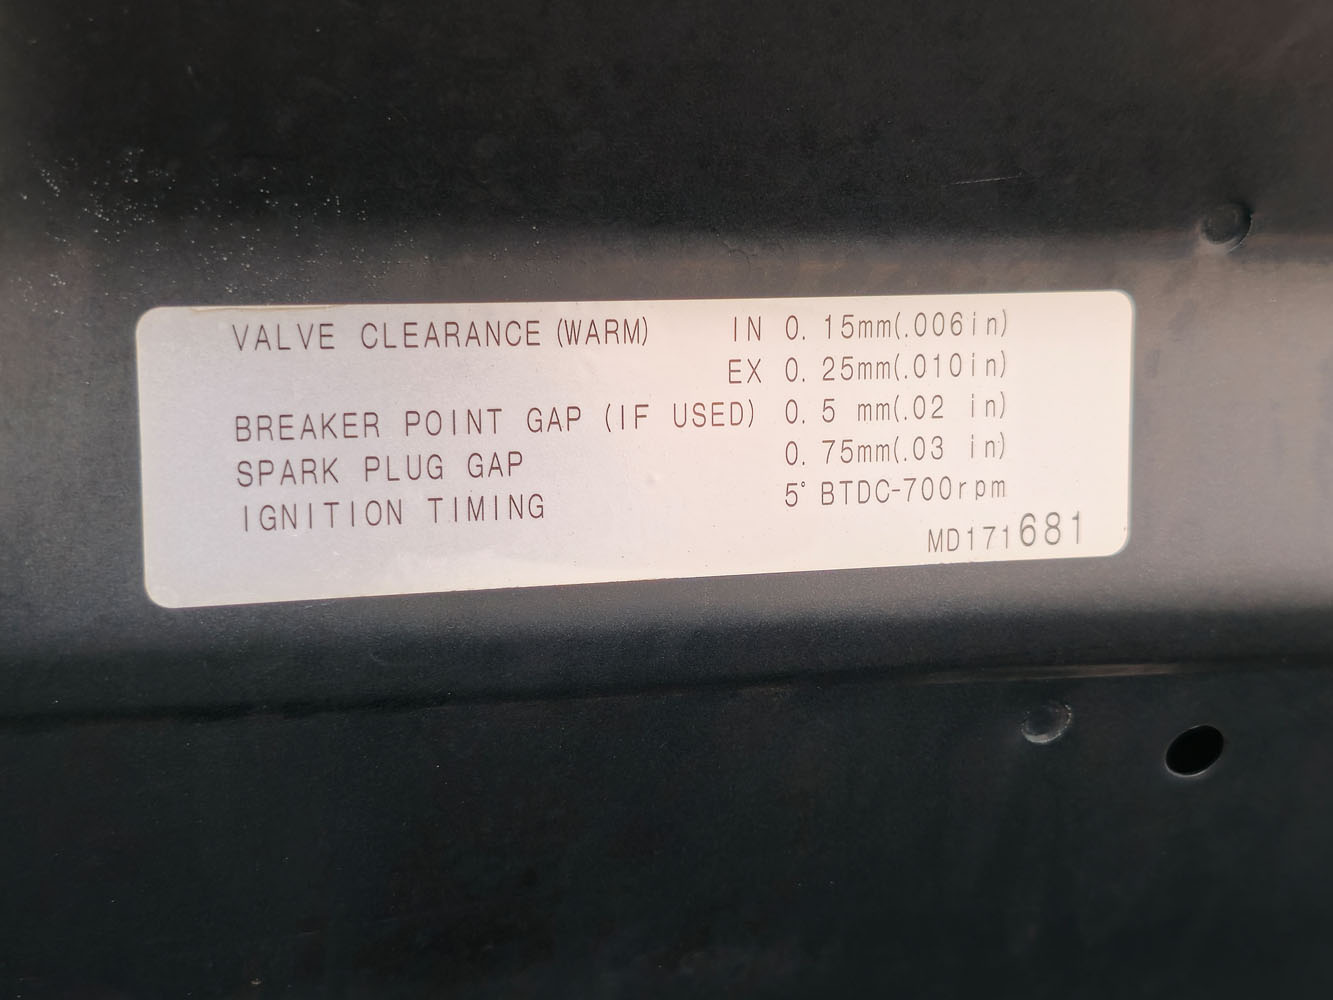 VALVE CLEARANCE (WARM) IN 0. 15mm(.006in)
EX 0. 25mm(.010in)
BREAKER POINT GAP (IF USED) 0. 5 mm(.02 in)
SPARK PLUG GAP 0. 75mm(.03 in)
IGNITION TIMING 5° BTDC-700rpm
MD171681